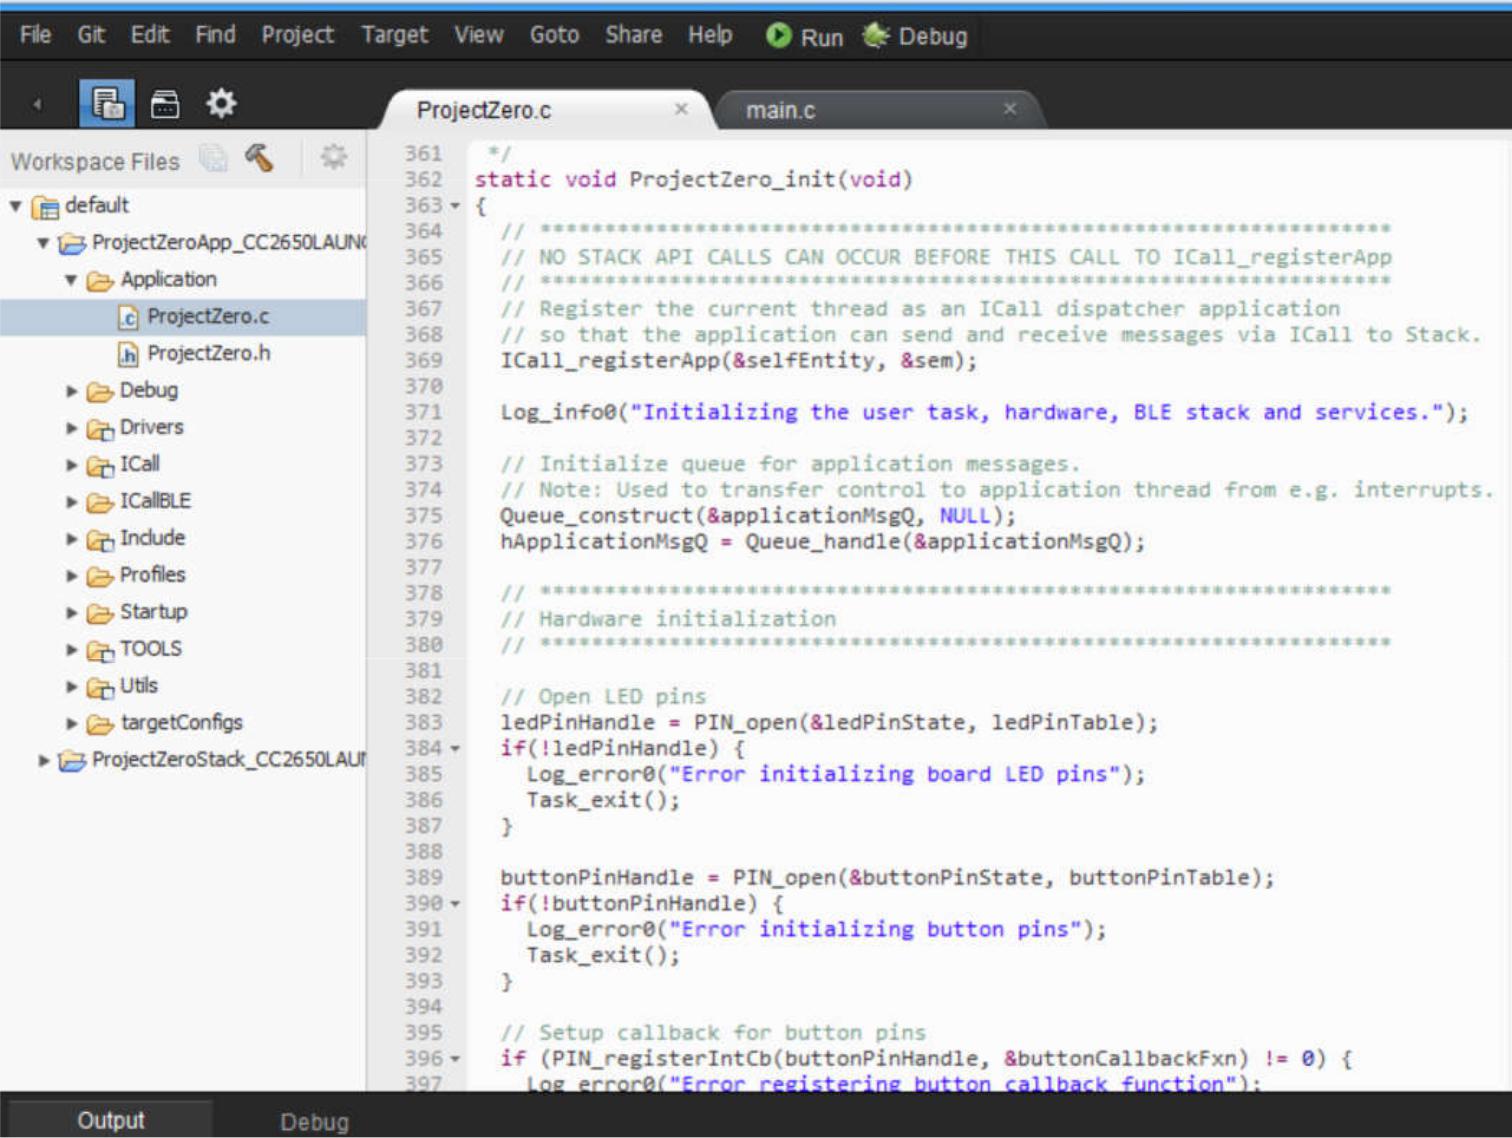 File Git Edit Find Project Target View Goto Share Help Run Debug
ProjectZero.c × main.c ×
Workspace Files
default
ProjectZeroApp_CC2650LAUNC
Application
ProjectZero.c
ProjectZero.h
Debug
Drivers
ICall
ICallBLE
Include
Profiles
Startup
TOOLS
Utils
targetConfigs
ProjectZeroStack_CC2650LAUN
361 */
362 static void ProjectZero_init(void)
363 {
364 // ******************************************************************
365 // NO STACK API CALLS CAN OCCUR BEFORE THIS CALL TO ICall_registerApp
366 // ******************************************************************
367 // Register the current thread as an ICall dispatcher application
368 // so that the application can send and receive messages via ICall to Stack.
369 ICall_registerApp(&selfEntity, &sem);
370
371 Log_info0("Initializing the user task, hardware, BLE stack and services.");
372
373 // Initialize queue for application messages.
374 // Note: Used to transfer control to application thread from e.g. interrupts.
375 Queue_construct(&applicationMsgQ, NULL);
376 hApplicationMsgQ = Queue_handle(&applicationMsgQ);
377
378 // ******************************************************************
379 // Hardware initialization
380 // ******************************************************************
381
382 // Open LED pins
383 ledPinHandle = PIN_open(&ledPinState, ledPinTable);
384 if(!ledPinHandle) {
385 Log_error0("Error initializing board LED pins");
386 Task_exit();
387 }
388
389 buttonPinHandle = PIN_open(&buttonPinState, buttonPinTable);
390 if(!buttonPinHandle) {
391 Log_error0("Error initializing button pins");
392 Task_exit();
393 }
394
395 // Setup callback for button pins
396 if (PIN_registerIntCb(buttonPinHandle, &buttonCallbackFxn) != 0) {
397 Log_error0("Error registering button callback function");
Output Debug